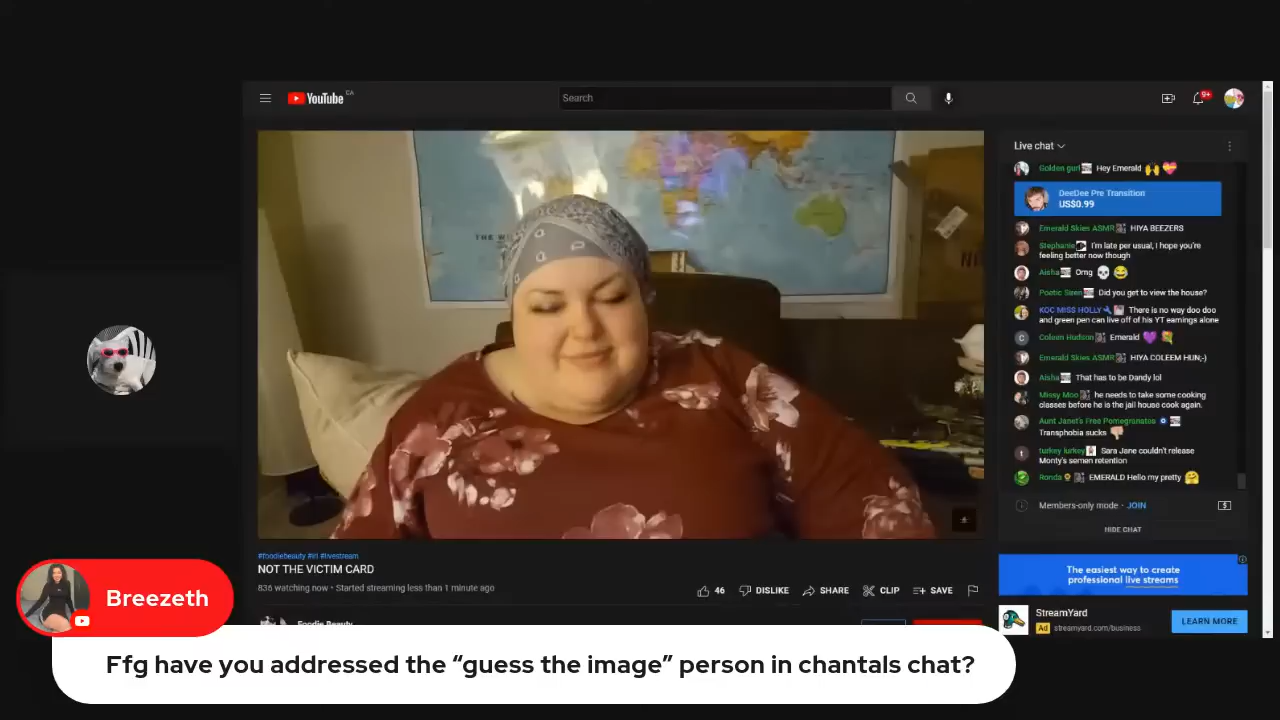 YouTube CA
Search
9+
THE W
Live chat
Golden gurl Hey Emerald
DeeDee Pre Transition
US$0.99
Emerald Skies ASMR HIYA BEEZERS
Stephanie I'm late per usual, I hope you're
feeling better now though
Aisha Omg
Poetic Siren Did you get to view the house?
KOC MISS HOLLY There is no way doo doo
and green pen can live off of his YT earnings alone
Coleen Hudson Emerald
Emerald Skies ASMR HIYA COLEEM HUN;-)
Aisha That has to be Dandy lol
Missy Moo he needs to take some cooking
classes before he is the jail house cook again.
Aunt Janet's Free Pomegranates
Transphobia sucks
turkey lurkey Sara Jane couldn't release
Monty's semen retention
Ronda EMERALD Hello my pretty
Members-only mode · JOIN
HIDE CHAT
#foodiebeauty #irl #livestream
NOT THE VICTIM CARD
836 watching now • Started streaming less than 1 minute ago
46 DISLIKE SHARE CLIP SAVE
Foodie Beauty
The easiest way to create
professional live streams
StreamYard
Ad streamyard.com/business
LEARN MORE
Breezeth
Ffg have you addressed the “guess the image” person in chantals chat?